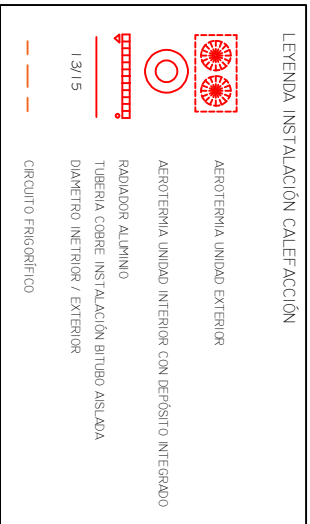 LEYENDA INSTALACIÓN CALEFACCIÓN
AEROTERMIA UNIDAD EXTERIOR
AEROTERMIA UNIDAD INTERIOR CON DEPÓSITO INTEGRADO
RADIADOR ALUMINIO
TUBERIA COBRE INSTALACIÓN BITUBO AISLADA
13/15 DIAMETRO INETRIOR / EXTERIOR
CIRCUITO FRIGORÍFICO